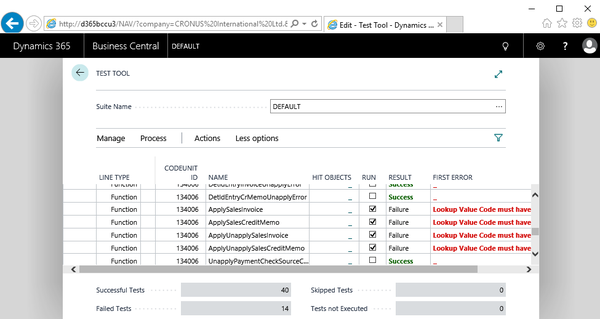 http://d365bccu3/NAV/?company=CRONUS%20International%20Ltd.&
Edit - Test Tool - Dynamics ...
Dynamics 365 Business Central DEFAULT
TEST TOOL
Suite Name DEFAULT ...
Manage Process Actions Less options
LINE TYPE CODEUNIT ID NAME HIT OBJECTS RUN RESULT FIRST ERROR
Function 134006 DetldEntryInvoiceUnapplyError _ Success _
Function 134006 DetldEntryCrMemoUnapplyError _ Success _
Function 134006 ApplySalesInvoice _ Failure Lookup Value Code must have
Function 134006 ApplySalesCreditMemo _ Failure Lookup Value Code must have
Function 134006 ApplyUnapplySalesInvoice _ Failure Lookup Value Code must have
Function 134006 ApplyUnapplySalesCreditMemo _ Failure Lookup Value Code must have
Function 134006 UnapplyPaymentCheckSourceC... _ Success _
Successful Tests 40 Skipped Tests 0
Failed Tests 14 Tests not Executed 0